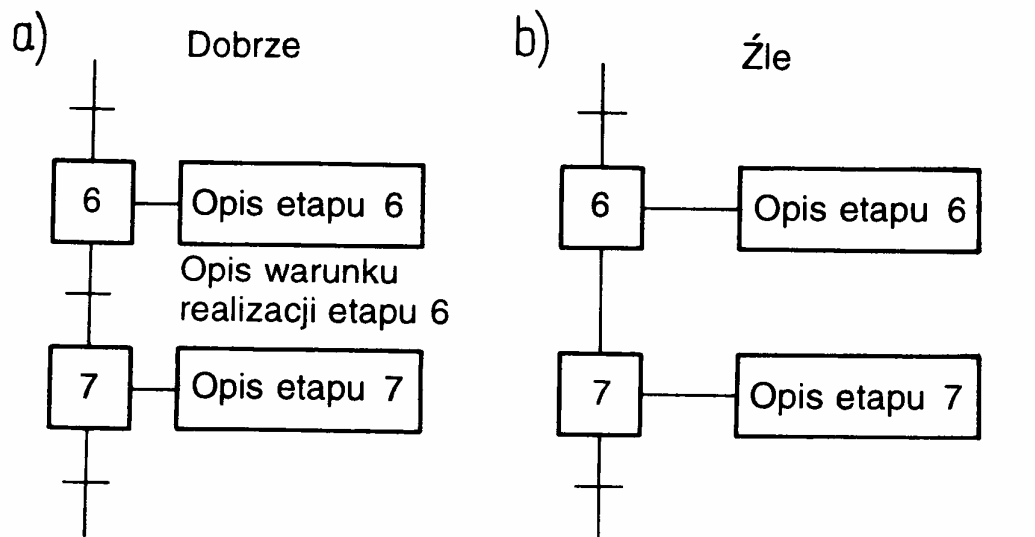 a)
Dobrze
6
Opis etapu 6
Opis warunku
realizacji etapu 6
7
Opis etapu 7
b)
Źle
6
Opis etapu 6
7
Opis etapu 7